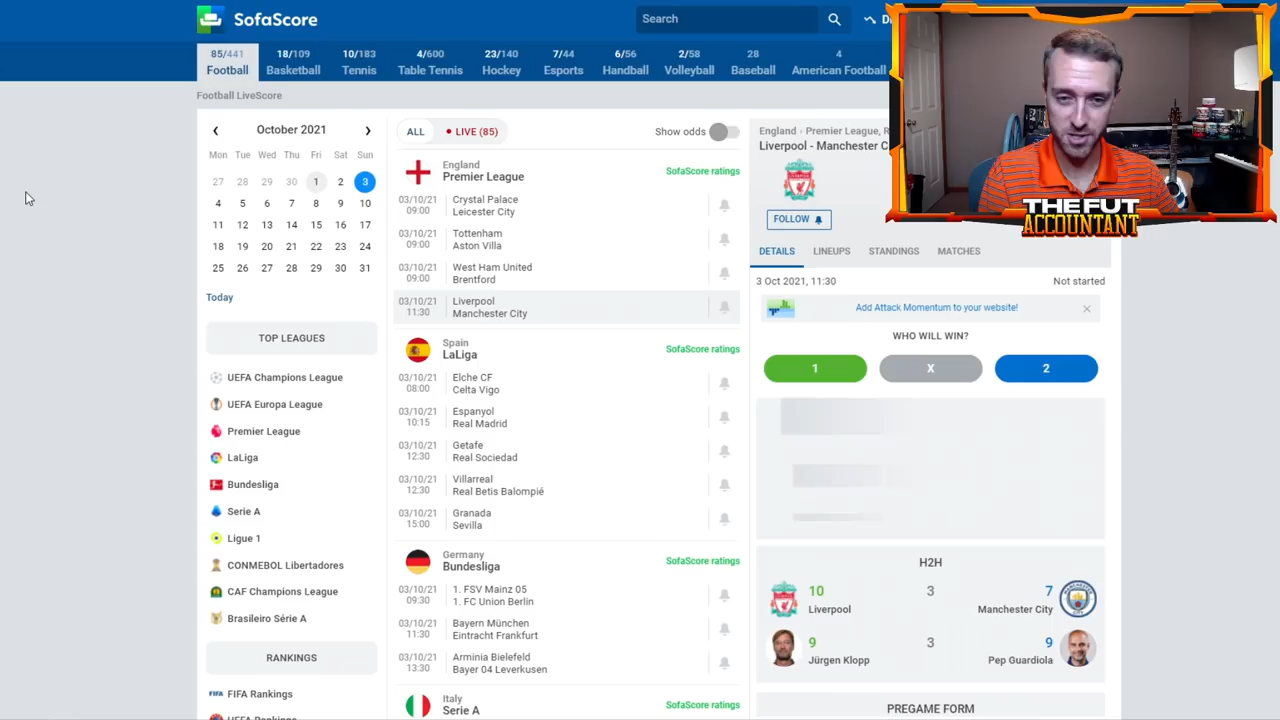 SofaScore
Search
85/441
Football
18/109
Basketball
10/183
Tennis
4/600
Table Tennis
23/140
Hockey
7/44
Esports
6/56
Handball
2/58
Volleyball
28
Baseball
4
American Football
Football LiveScore
October 2021
Mon Tue Wed Thu Fri Sat Sun
27 28 29 30 1 2 3
4 5 6 7 8 9 10
11 12 13 14 15 16 17
18 19 20 21 22 23 24
25 26 27 28 29 30 31
Today
TOP LEAGUES
UEFA Champions League
UEFA Europa League
Premier League
LaLiga
Bundesliga
Serie A
Ligue 1
CONMEBOL Libertadores
CAF Champions League
Brasileiro Série A
RANKINGS
FIFA FIFA Rankings
UEFA Rankings
ALL
LIVE (85)
Show odds
England
Premier League
SofaScore ratings
03/10/21 Crystal Palace
09:00 Leicester City
03/10/21 Tottenham
09:00 Aston Villa
03/10/21 West Ham United
09:00 Brentford
03/10/21 Liverpool
11:30 Manchester City
Spain
LaLiga
SofaScore ratings
03/10/21 Elche CF
08:00 Celta Vigo
03/10/21 Espanyol
10:15 Real Madrid
03/10/21 Getafe
12:30 Real Sociedad
03/10/21 Villarreal
12:30 Real Betis Balompié
03/10/21 Granada
15:00 Sevilla
Germany
Bundesliga
SofaScore ratings
03/10/21 1. FSV Mainz 05
09:30 1. FC Union Berlin
03/10/21 Bayern München
11:30 Eintracht Frankfurt
03/10/21 Arminia Bielefeld
13:30 Bayer 04 Leverkusen
Italy
Serie A
SofaScore ratings
England › Premier League, R
Liverpool - Manchester C
FOLLOW
DETAILS LINEUPS STANDINGS MATCHES
3 Oct 2021, 11:30
Not started
Add Attack Momentum to your website!
WHO WILL WIN?
1 X 2
H2H
10 3 7
Liverpool Manchester City
9 3 9
Jürgen Klopp Pep Guardiola
PREGAME FORM
THE FUT
ACCOUNTANT